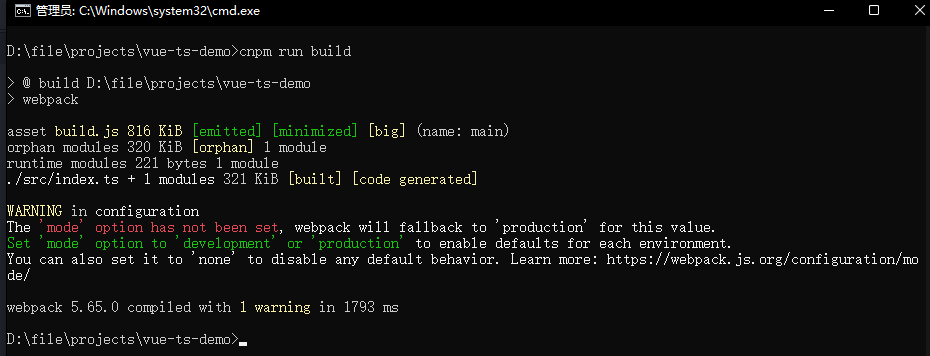 管理员: C:\Windows\system32\cmd.exe
D:\file\projects\vue-ts-demo>cnpm run build
> @ build D:\file\projects\vue-ts-demo
> webpack
asset build.js 816 KiB [emitted] [minimized] [big] (name: main)
orphan modules 320 KiB [orphan] 1 module
runtime modules 221 bytes 1 module
./src/index.ts + 1 modules 321 KiB [built] [code generated]
WARNING in configuration
The 'mode' option has not been set, webpack will fallback to 'production' for this value.
Set 'mode' option to 'development' or 'production' to enable defaults for each environment.
You can also set it to 'none' to disable any default behavior. Learn more: https://webpack.js.org/configuration/mo
de/
webpack 5.65.0 compiled with 1 warning in 1793 ms
D:\file\projects\vue-ts-demo>